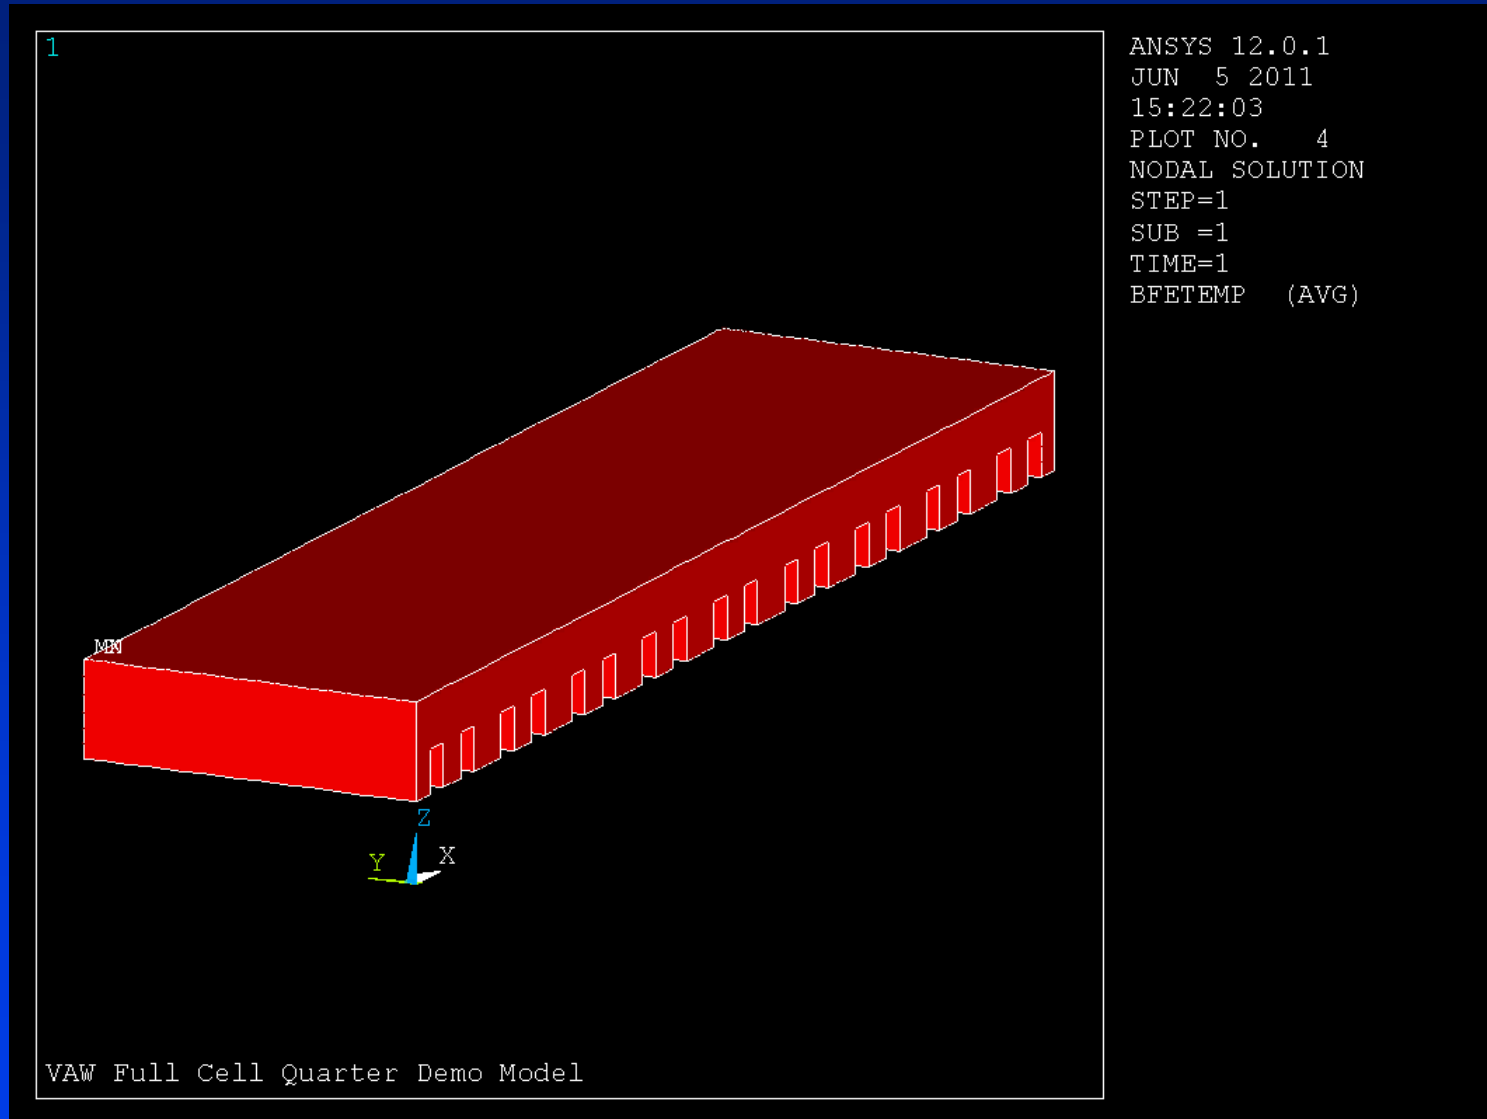 1
ANSYS 12.0.1
JUN  5 2011
15:22:03
PLOT NO.   4
NODAL SOLUTION
STEP=1
SUB =1
TIME=1
BFETEMP  (AVG)
Z
Y
X
VAW Full Cell Quarter Demo Model